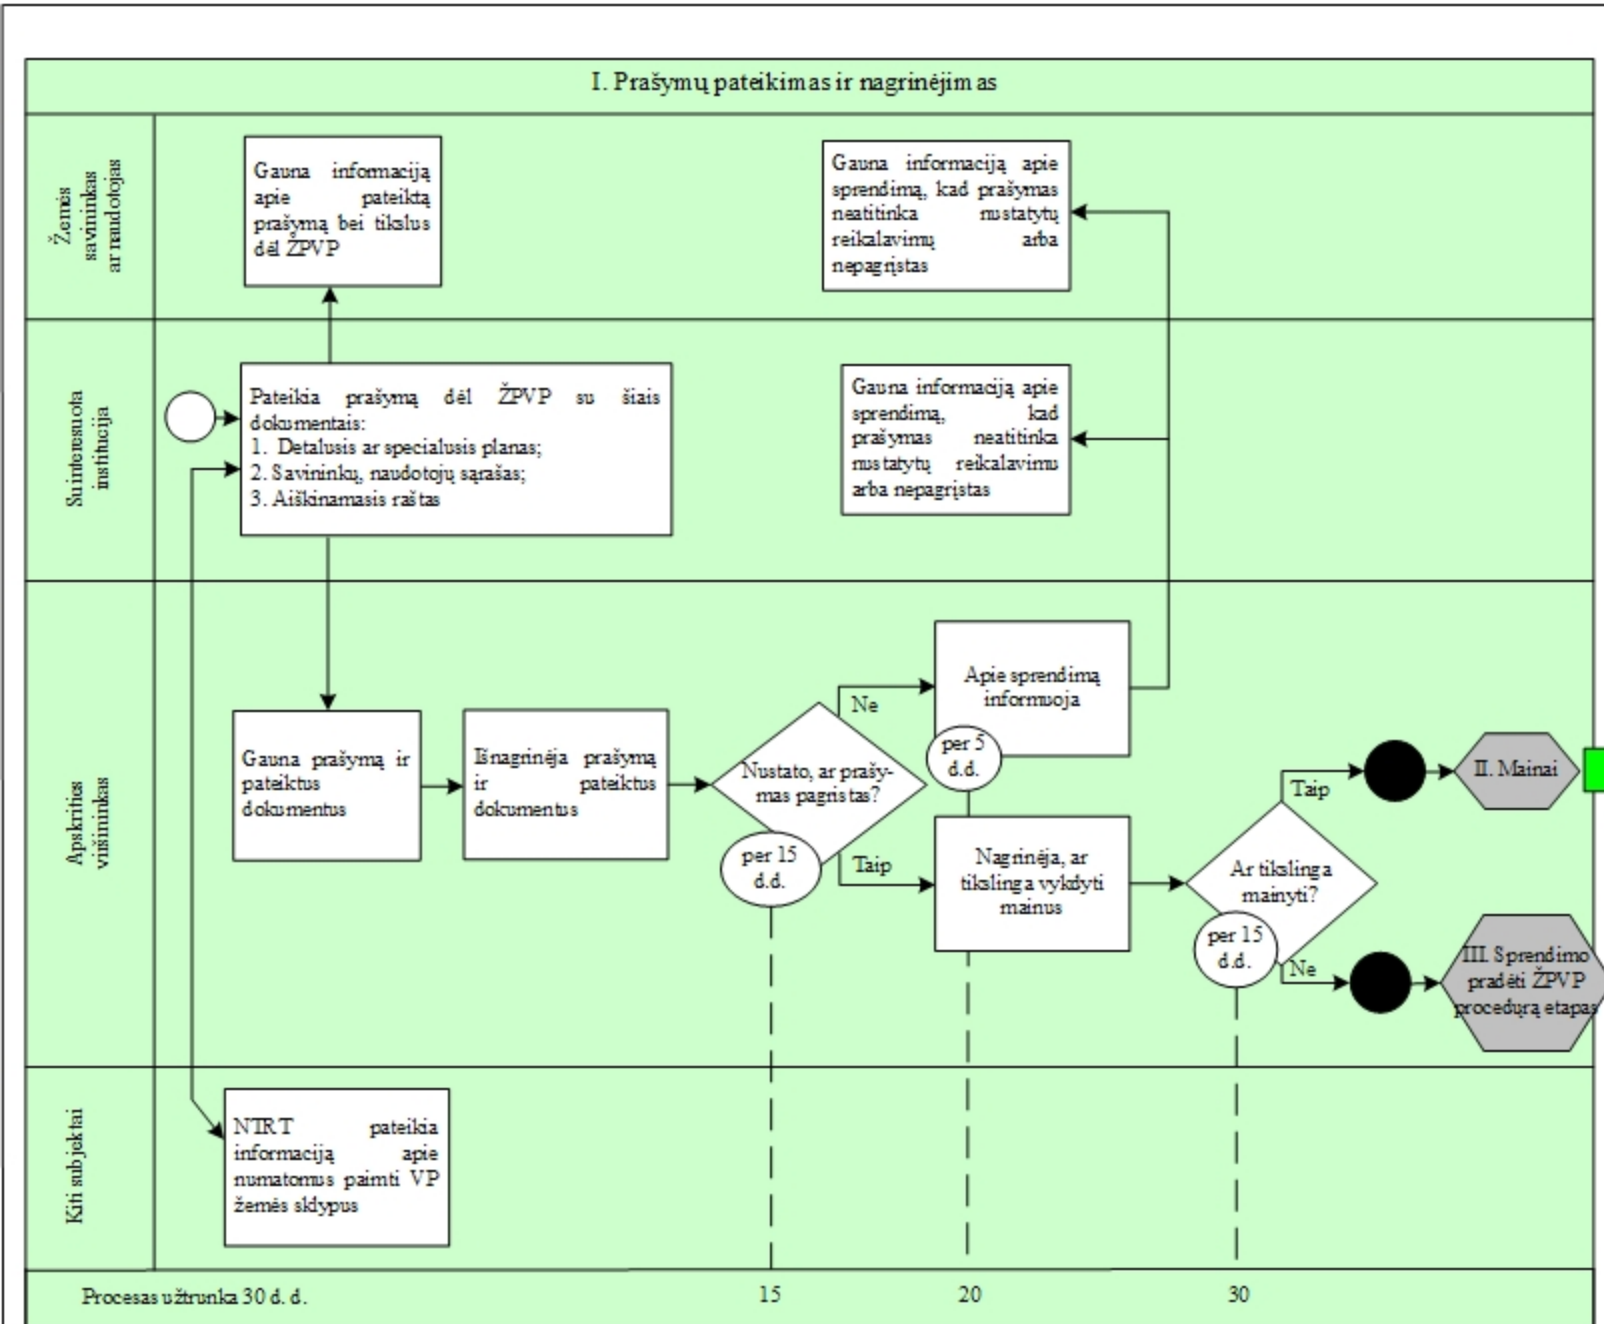 I. Prašymų pateikimas ir nagrinėjimas
Žemės
savininkas
ar naudotojas
Gauna informaciją
apie pateiktą
prašymą bei tikslus
dėl ŽPVP
Gauna informaciją apie
sprendimą, kad prašymas
neatitinka nustatytų
reikalavimų arba
nepagrįstas
Suinteresuota
institucija
Pateikia prašymą dėl ŽPVP su šiais
dokumentais:
1. Detalusis ar specialusis planas;
2. Savininkų, naudotojų sąrašas;
3. Aiškinamasis raštas
Gauna informaciją apie
sprendimą, kad
prašymas neatitinka
nustatytų reikalavimu
arba nepagrįstas
Apskrities
viršininkas
Gauna prašymą ir
pateiktus
dokumentus
Išnagrinėja prašymą
ir pateiktus
dokumentus
Nustato, ar prašy-
mas pagristas?
per 15
d.d.
Ne
Apie sprendimą
informuoja
per 5
d.d.
Taip
Nagrinėja, ar
tikslinga vykdyti
mainus
Ar tikslinga
mainyti?
per 15
d.d.
Taip
II. Mainai
Ne
III. Sprendimo
pradėti ŽPVP
procedųrą etapas
Kiti subjektai
NTRT pateikia
informaciją apie
numatomus paimti VP
žemės sklypus
Procesas užtrunka 30 d. d.
15
20
30